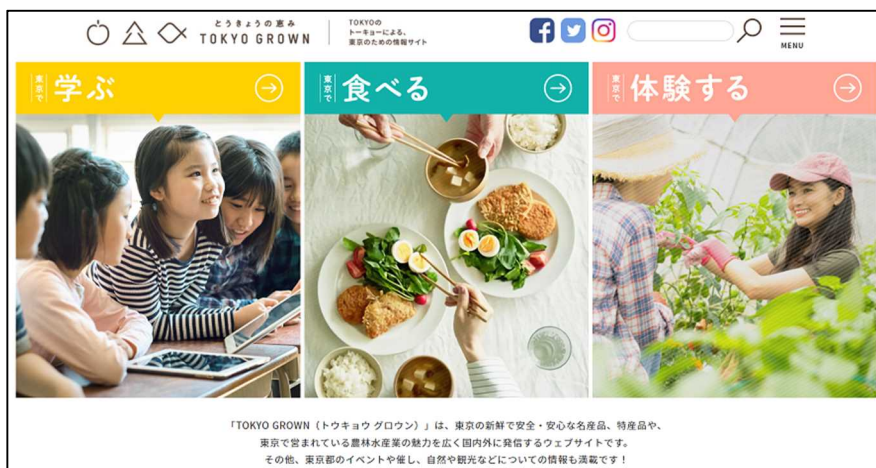 とうきょうの恵み
TOKYO GROWN
TOKYOの
トーキョーによる、
東京のための情報サイト
MENU
東京で 学ぶ
東京で 食べる
東京で 体験する
「TOKYO GROWN（トウキョウ グロウン）」は、東京の新鮮で安全・安心な名産品、特産品や、
東京で営まれている農林水産業の魅力を広く国内外に発信するウェブサイトです。
その他、東京都のイベントや催し、自然や観光などについての情報も満載です！